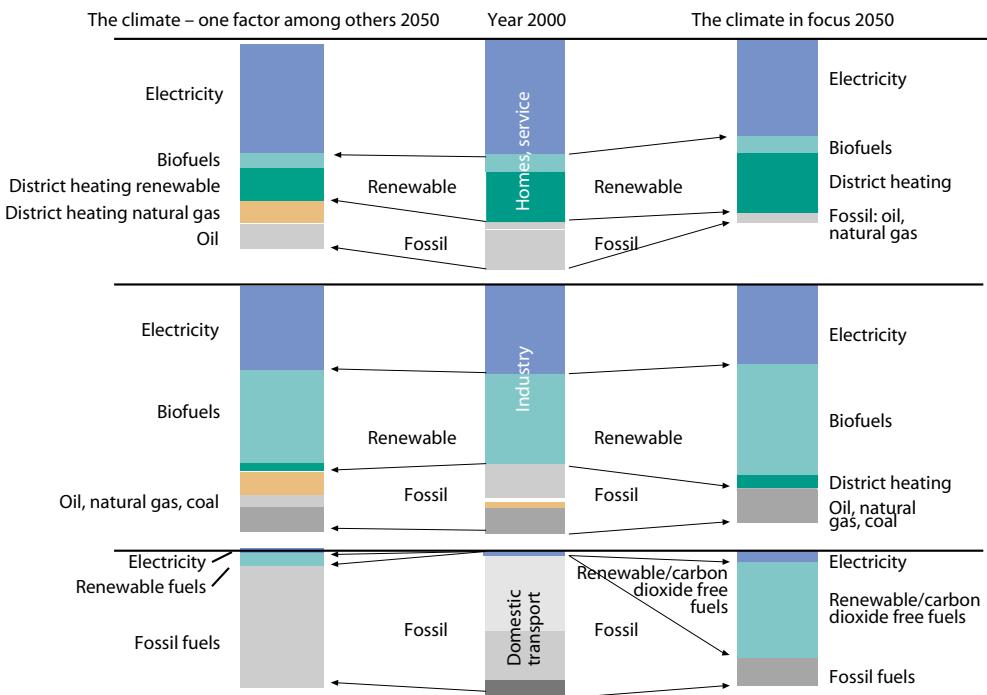 The climate – one factor among others 2050
Year 2000
The climate in focus 2050
Electricity
Biofuels
District heating renewable
District heating natural gas
Oil
Renewable
Fossil
Homes, service
Renewable
Fossil
Electricity
Biofuels
District heating
Fossil: oil,
natural gas
Electricity
Biofuels
Oil, natural gas, coal
Renewable
Fossil
Industry
Renewable
Fossil
Electricity
Biofuels
District heating
Oil, natural
gas, coal
Electricity
Renewable fuels
Fossil fuels
Fossil
Domestic
transport
Renewable/carbon
dioxide free
fuels
Fossil
Electricity
Renewable/carbon
dioxide free fuels
Fossil fuels